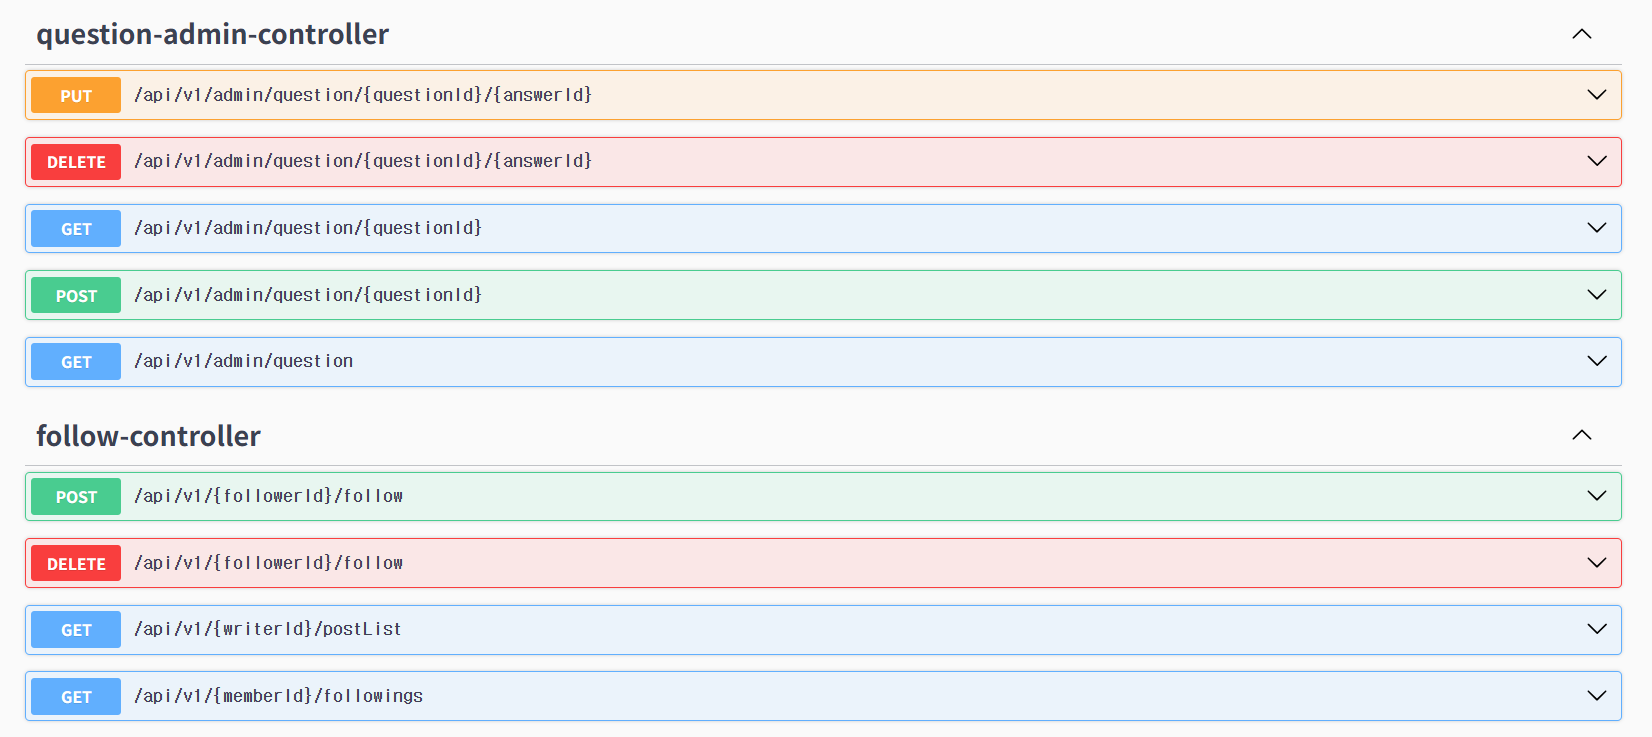 question-admin-controller
PUT /api/v1/admin/question/{questionId}/{answerId}
DELETE /api/v1/admin/question/{questionId}/{answerId}
GET /api/v1/admin/question/{questionId}
POST /api/v1/admin/question/{questionId}
GET /api/v1/admin/question
follow-controller
POST /api/v1/{followerId}/follow
DELETE /api/v1/{followerId}/follow
GET /api/v1/{writerId}/postList
GET /api/v1/{memberId}/followings